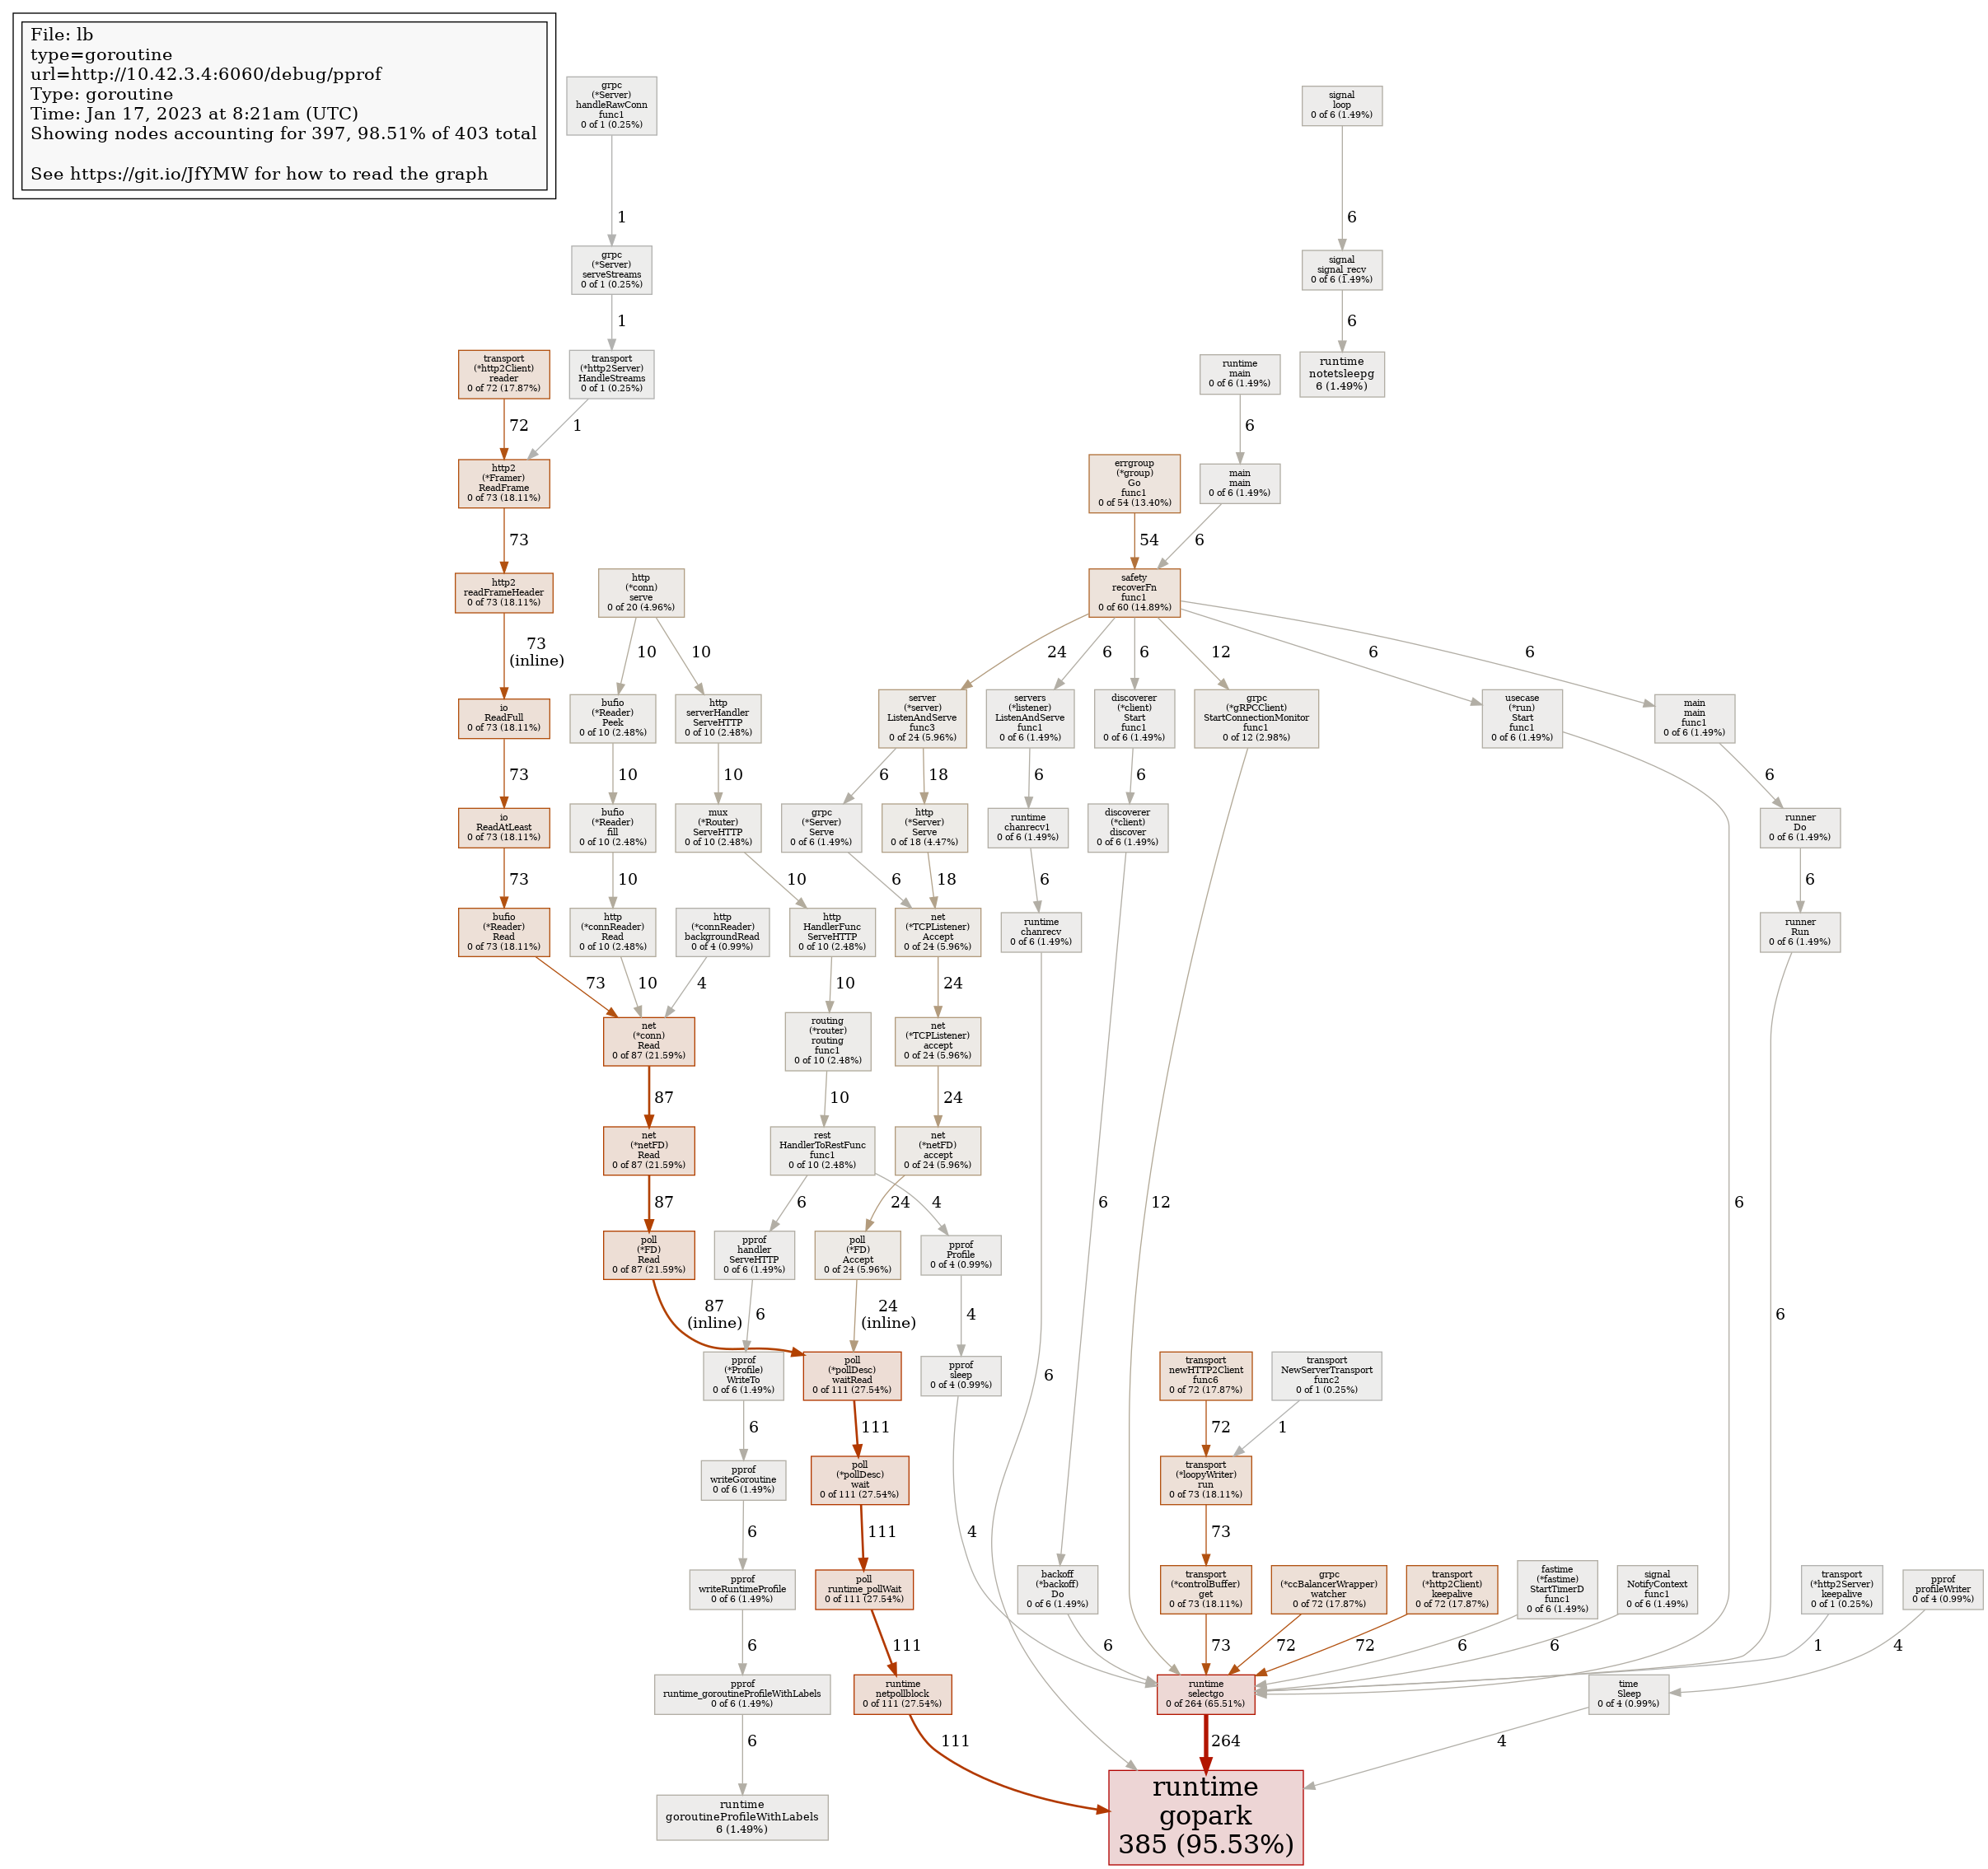 File: lb
type=goroutine
url=http://10.42.3.4:6060/debug/pprof
Type: goroutine
Time: Jan 17, 2023 at 8:21am (UTC)
Showing nodes accounting for 397, 98.51% of 403 total
See https://git.io/JfYMW for how to read the graph
grpc
(*Server)
handleRawConn
func1
0 of 1 (0.25%)
signal
loop
0 of 6 (1.49%)
1
6
grpc
(*Server)
serveStreams
0 of 1 (0.25%)
signal
signal_recv
0 of 6 (1.49%)
1
6
transport
(*http2Client)
reader
0 of 72 (17.87%)
transport
(*http2Server)
HandleStreams
0 of 1 (0.25%)
runtime
main
0 of 6 (1.49%)
runtime
notetsleepg
6 (1.49%)
72
1
6
http2
(*Framer)
ReadFrame
0 of 73 (18.11%)
errgroup
(*group)
Go
func1
0 of 54 (13.40%)
main
main
0 of 6 (1.49%)
73
54
6
http2
readFrameHeader
0 of 73 (18.11%)
http
(*conn)
serve
0 of 20 (4.96%)
safety
recoverFn
func1
0 of 60 (14.89%)
73
(inline)
10
10
24
6
6
12
6
6
io
ReadFull
0 of 73 (18.11%)
bufio
(*Reader)
Peek
0 of 10 (2.48%)
http
serverHandler
ServeHTTP
0 of 10 (2.48%)
server
(*server)
ListenAndServe
func3
0 of 24 (5.96%)
servers
(*listener)
ListenAndServe
func1
0 of 6 (1.49%)
discoverer
(*client)
Start
func1
0 of 6 (1.49%)
grpc
(*gRPCClient)
StartConnectionMonitor
func1
0 of 12 (2.98%)
usecase
(*run)
Start
func1
0 of 6 (1.49%)
main
main
func1
0 of 6 (1.49%)
73
10
10
6
18
6
6
6
io
ReadAtLeast
0 of 73 (18.11%)
bufio
(*Reader)
fill
0 of 10 (2.48%)
mux
(*Router)
ServeHTTP
0 of 10 (2.48%)
grpc
(*Server)
Serve
0 of 6 (1.49%)
http
(*Server)
Serve
0 of 18 (4.47%)
runtime
chanrecv1
0 of 6 (1.49%)
discoverer
(*client)
discover
0 of 6 (1.49%)
runner
Do
0 of 6 (1.49%)
73
10
10
6
18
6
6
bufio
(*Reader)
Read
0 of 73 (18.11%)
http
(*connReader)
Read
0 of 10 (2.48%)
http
(*connReader)
backgroundRead
0 of 4 (0.99%)
http
HandlerFunc
ServeHTTP
0 of 10 (2.48%)
net
(*TCPListener)
Accept
0 of 24 (5.96%)
runtime
chanrecv
0 of 6 (1.49%)
runner
Run
0 of 6 (1.49%)
73
10
4
10
24
net
(*conn)
Read
0 of 87 (21.59%)
routing
(*router)
routing
func1
0 of 10 (2.48%)
net
(*TCPListener)
accept
0 of 24 (5.96%)
87
10
24
net
(*netFD)
Read
0 of 87 (21.59%)
rest
HandlerToRestFunc
func1
0 of 10 (2.48%)
net
(*netFD)
accept
0 of 24 (5.96%)
87
6
24
4
6
12
6
poll
(*FD)
Read
0 of 87 (21.59%)
pprof
handler
ServeHTTP
0 of 6 (1.49%)
poll
(*FD)
Accept
0 of 24 (5.96%)
pprof
Profile
0 of 4 (0.99%)
87
(inline)
6
24
(inline)
4
6
pprof
(*Profile)
WriteTo
0 of 6 (1.49%)
poll
(*pollDesc)
waitRead
0 of 111 (27.54%)
pprof
sleep
0 of 4 (0.99%)
6
transport
newHTTP2Client
func6
0 of 72 (17.87%)
transport
NewServerTransport
func2
0 of 1 (0.25%)
6
111
72
1
pprof
writeGoroutine
0 of 6 (1.49%)
poll
(*pollDesc)
wait
0 of 111 (27.54%)
transport
(*loopyWriter)
run
0 of 73 (18.11%)
6
111
4
73
pprof
writeRuntimeProfile
0 of 6 (1.49%)
poll
runtime_pollWait
0 of 111 (27.54%)
backoff
(*backoff)
Do
0 of 6 (1.49%)
transport
(*controlBuffer)
get
0 of 73 (18.11%)
grpc
(*ccBalancerWrapper)
watcher
0 of 72 (17.87%)
transport
(*http2Client)
keepalive
0 of 72 (17.87%)
fastime
(*fastime)
StartTimerD
func1
0 of 6 (1.49%)
signal
NotifyContext
func1
0 of 6 (1.49%)
transport
(*http2Server)
keepalive
0 of 1 (0.25%)
pprof
profileWriter
0 of 4 (0.99%)
6
111
6
73
72
72
6
6
1
4
pprof
runtime_goroutineProfileWithLabels
0 of 6 (1.49%)
runtime
netpollblock
0 of 111 (27.54%)
runtime
selectgo
0 of 264 (65.51%)
time
Sleep
0 of 4 (0.99%)
6
111
264
4
runtime
goroutineProfileWithLabels
6 (1.49%)
runtime
gopark
385 (95.53%)